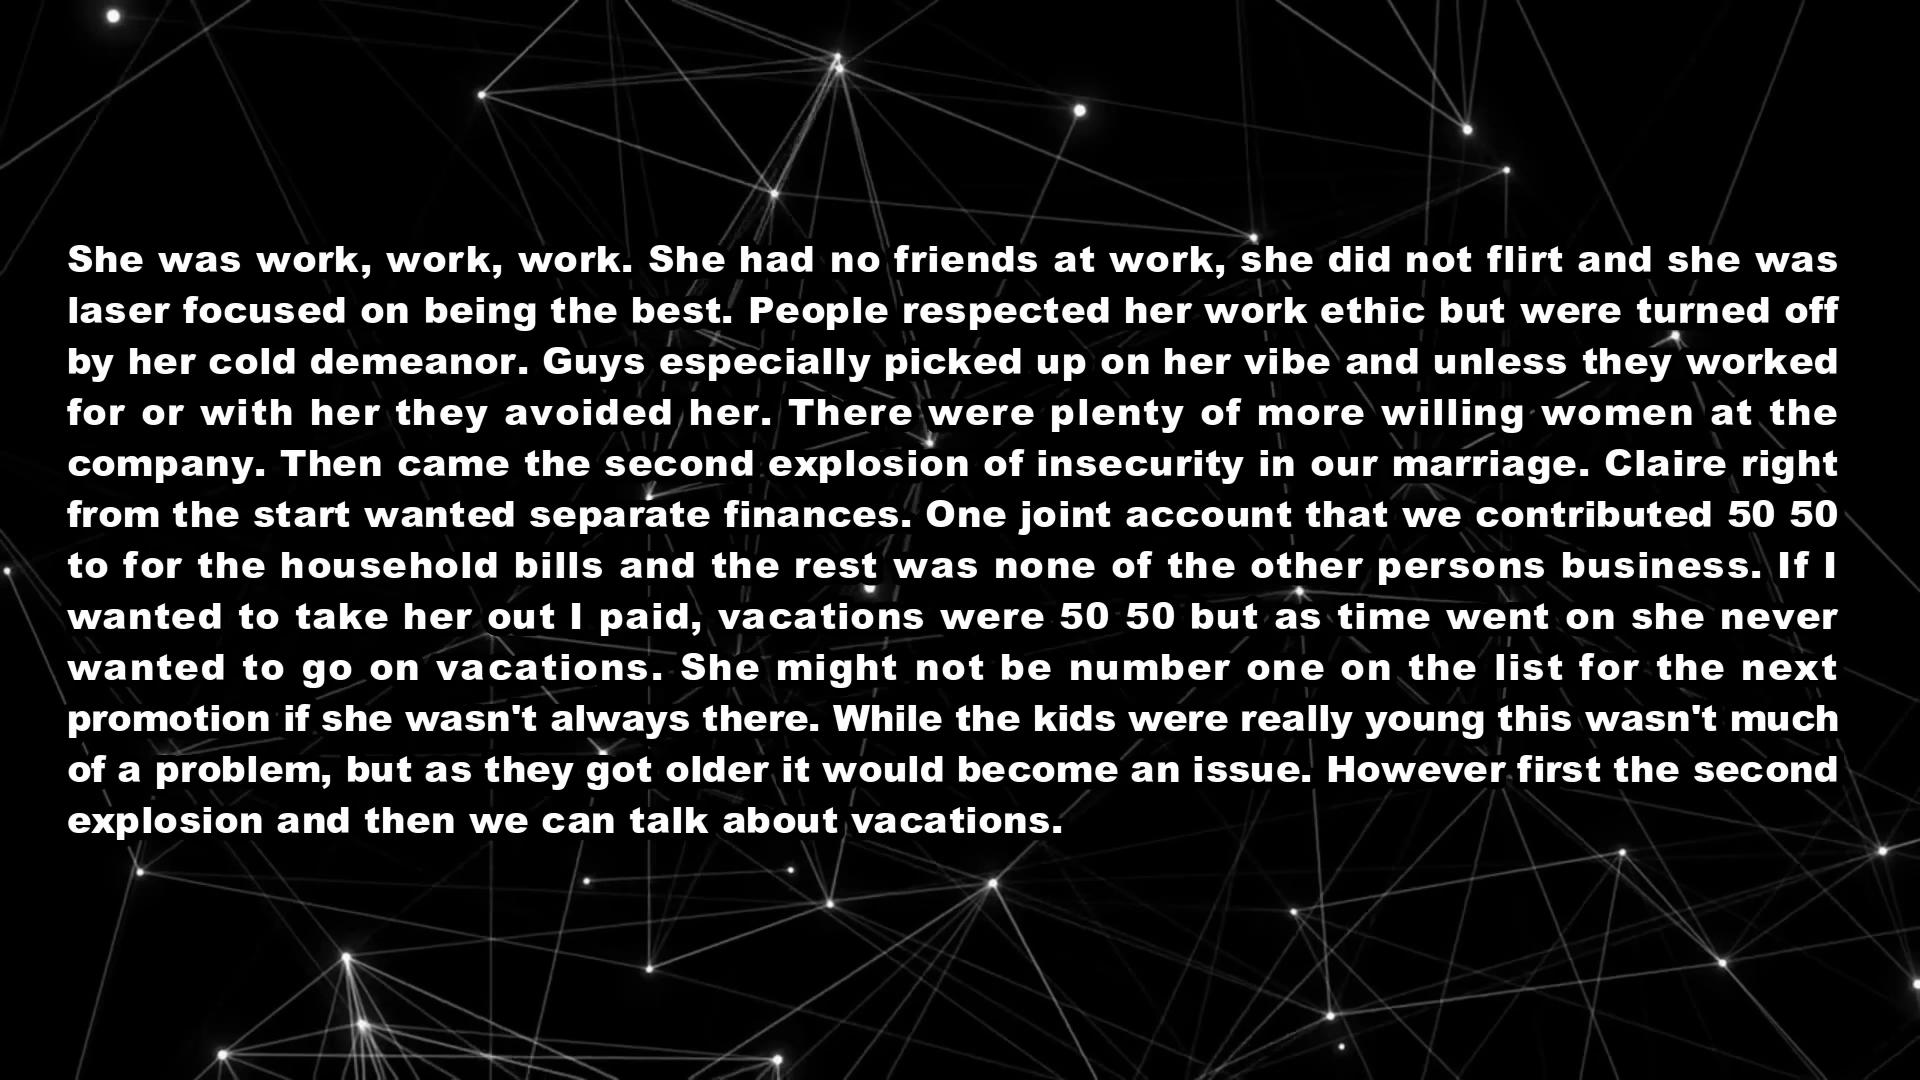 She was work, work, work. She had no friends at work, she did not flirt and she was
laser focused on being the best. People respected her work ethic but were turned off
by her cold demeanor. Guys especially picked up on her vibe and unless they worked
for or with her they avoided her. There were plenty of more willing women at the
company. Then came the second explosion of insecurity in our marriage. Claire right
from the start wanted separate finances. One joint account that we contributed 50 50
to for the household bills and the rest was none of the other persons business. If I
wanted to take her out I paid, vacations were 50 50 but as time went on she never
wanted to go on vacations. She might not be number one on the list for the next
promotion if she wasn't always there. While the kids were really young this wasn't much
of a problem, but as they got older it would become an issue. However first the second
explosion and then we can talk about vacations.